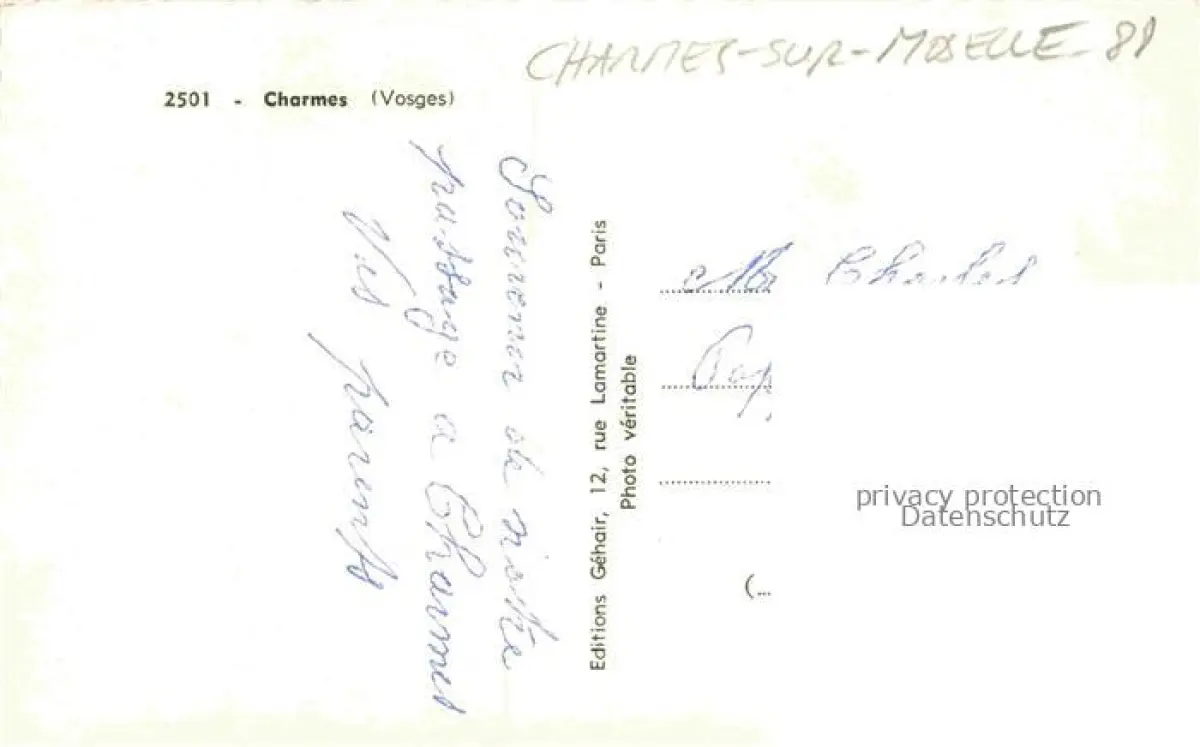 CHARMES-SUR-MOSELLE-88
2501 - Charmes (Vosges)
Souvenir de notre
passage a Charmes
Vos parents
Editions Géhair, 12, rue Lamartine - Paris
Photo véritable
Charles
privacy protection
Datenschutz
(...